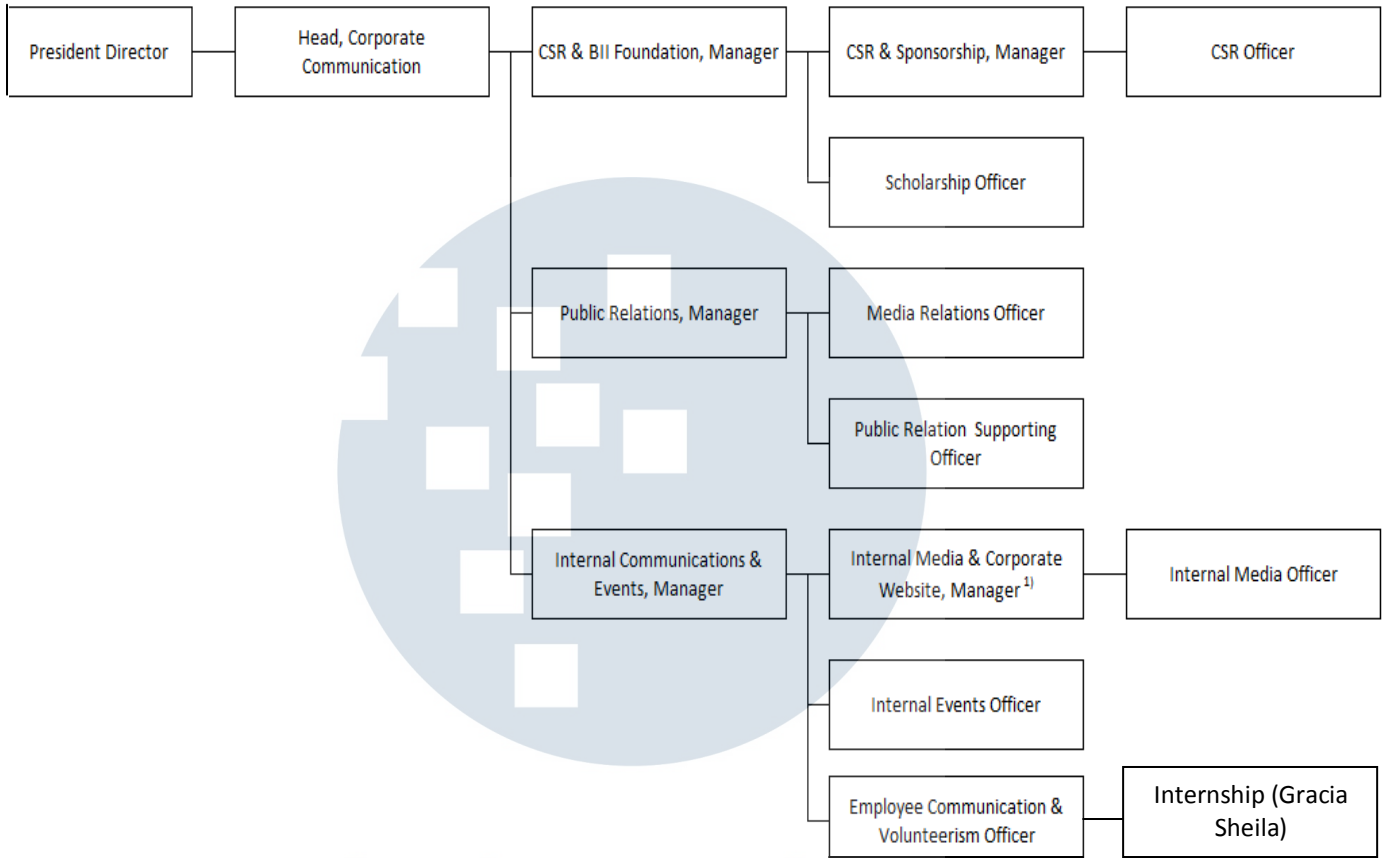 President Director
Head, Corporate
Communication
CSR & BII Foundation, Manager
CSR & Sponsorship, Manager
CSR Officer
Scholarship Officer
Public Relations, Manager
Media Relations Officer
Public Relation Supporting
Officer
Internal Communications &
Events, Manager
Internal Media & Corporate
Website, Manager 1)
Internal Media Officer
Internal Events Officer
Employee Communication &
Volunteerism Officer
Internship (Gracia
Sheila)